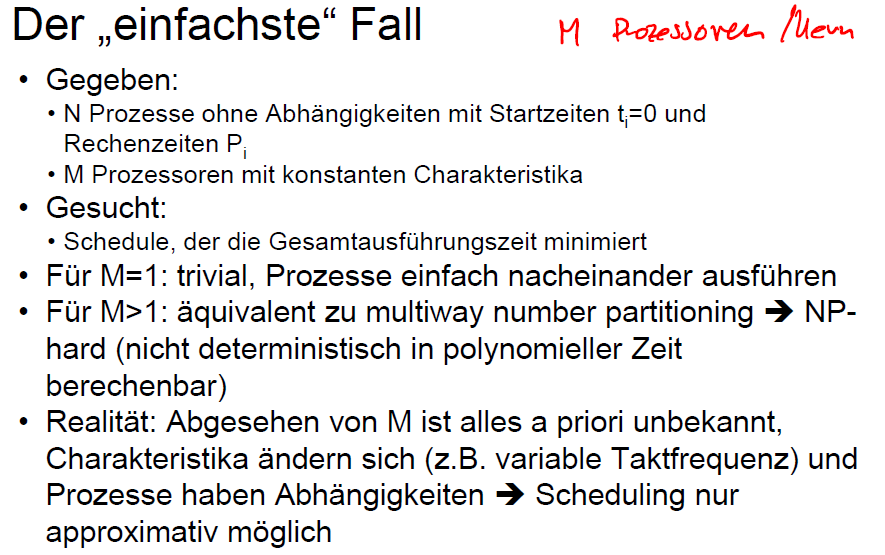 Der „einfachste“ Fall
M Prozessoren /
• Gegeben:
• N Prozesse ohne Abhängigkeiten mit Startzeiten tᵢ=0 und
Rechenzeiten Pᵢ
• M Prozessoren mit konstanten Charakteristika
• Gesucht:
• Schedule, der die Gesamtausführungszeit minimiert
• Für M=1: trivial, Prozesse einfach nacheinander ausführen
• Für M>1: äquivalent zu multiway number partitioning ➔ NP-
hard (nicht deterministisch in polynomieller Zeit
berechenbar)
• Realität: Abgesehen von M ist alles a priori unbekannt,
Charakteristika ändern sich (z.B. variable Taktfrequenz) und
Prozesse haben Abhängigkeiten ➔ Scheduling nur
approximativ möglich